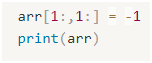 arr[1:,1:] = -1
print(arr)